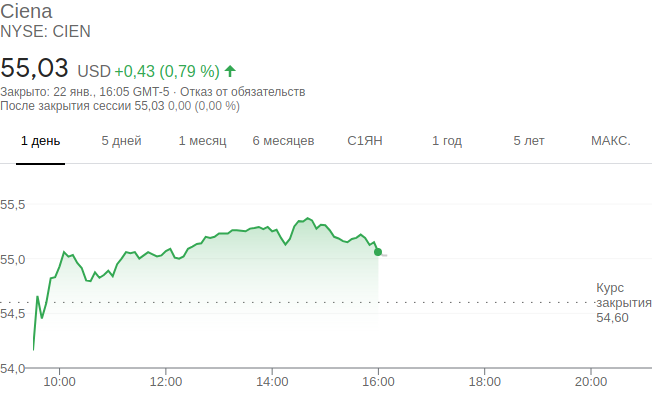 Ciena
NYSE: CIEN
55,03 USD +0,43 (0,79 %)
Закрыто: 22 янв., 16:05 GMT-5 · Отказ от обязательств
После закрытия сессии 55,03 0,00 (0,00 %)
1 день 5 дней 1 месяц 6 месяцев С1ЯН 1 год 5 лет МАКС.
55,5
55,0
Курс
закрытия
54,60
54,5
54,0
10:00 12:00 14:00 16:00 18:00 20:00